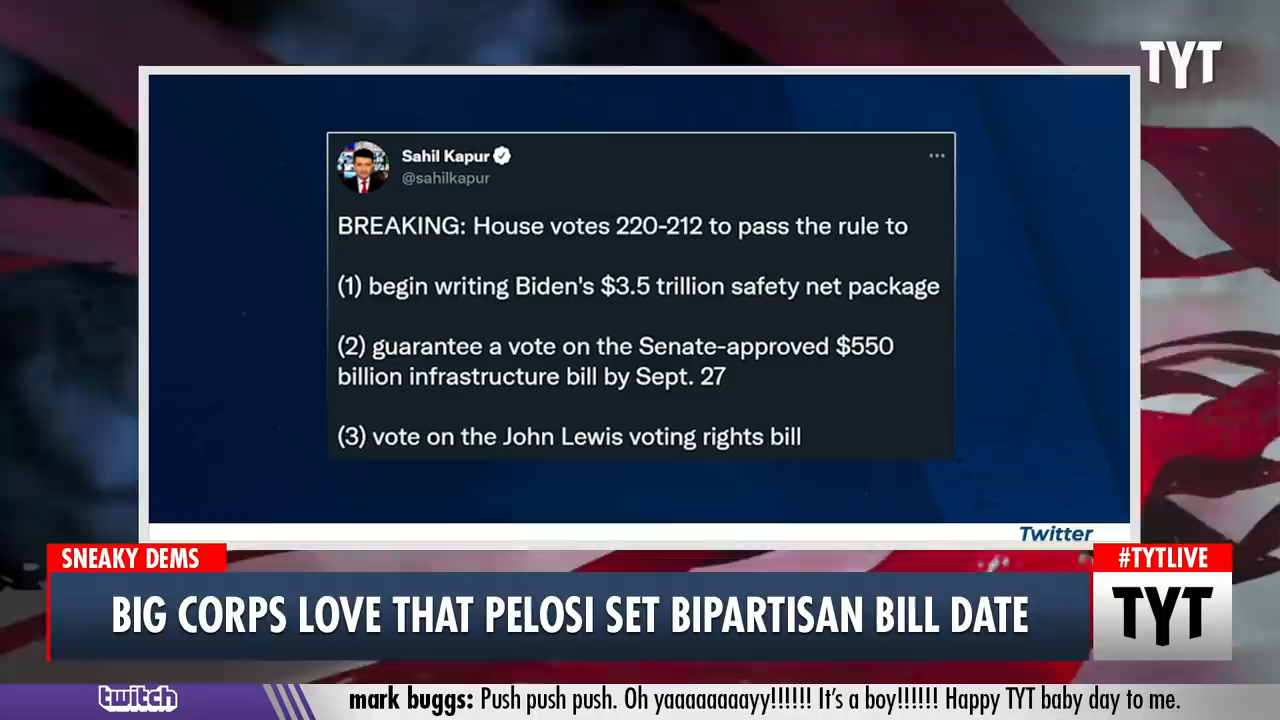 TYT
Sahil Kapur
@sahilkapur
BREAKING: House votes 220-212 to pass the rule to
(1) begin writing Biden's $3.5 trillion safety net package
(2) guarantee a vote on the Senate-approved $550
billion infrastructure bill by Sept. 27
(3) vote on the John Lewis voting rights bill
Twitter
SNEAKY DEMS
#TYTLIVE
BIG CORPS LOVE THAT PELOSI SET BIPARTISAN BILL DATE
TYT
twitch
mark buggs: Push push push. Oh yaaaaaaaayy!!!!!! It's a boy!!!!!! Happy TYT baby day to me.